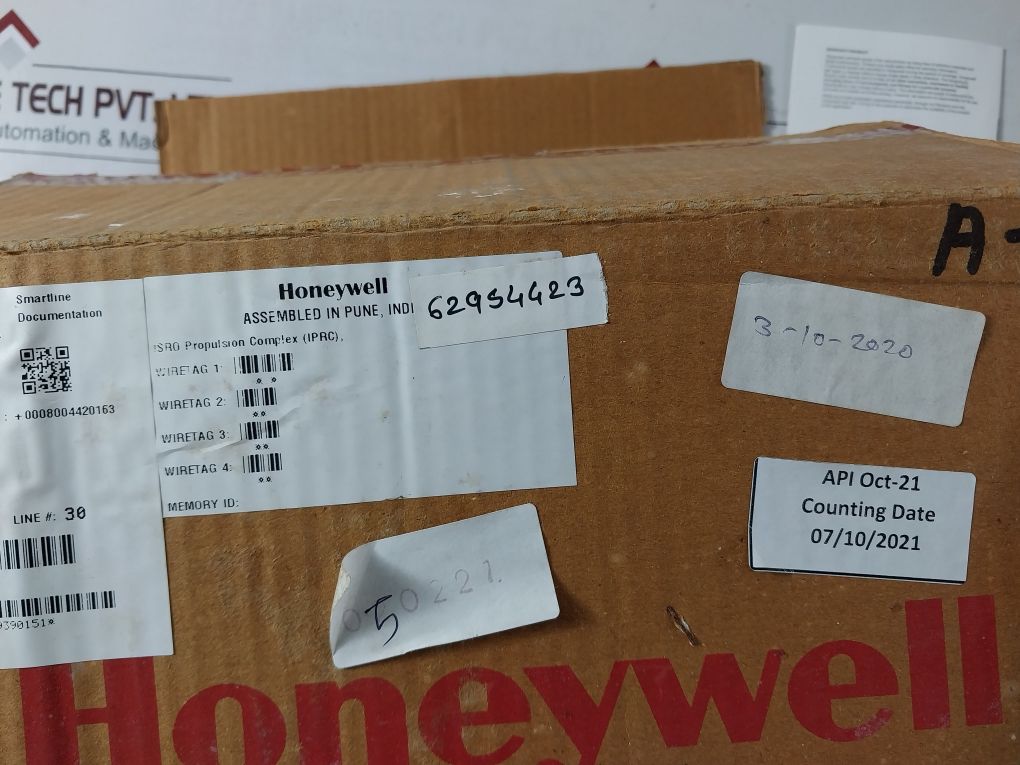 TECH PVT.
utomation & Ma
A-
Smartline
Documentation
: +0008004420163
LINE #: 30
9390151*
Honeywell
ASSEMBLED IN PUNE, INDI
ISRO Propulsion Complex (IPRC),
WIRETAG 1:
**
WIRETAG 2:
**
WIRETAG 3:
**
WIRETAG 4:
**
MEMORY ID:
62954423
3-10-2020
API Oct-21
Counting Date
07/10/2021
050221.
Honeywell